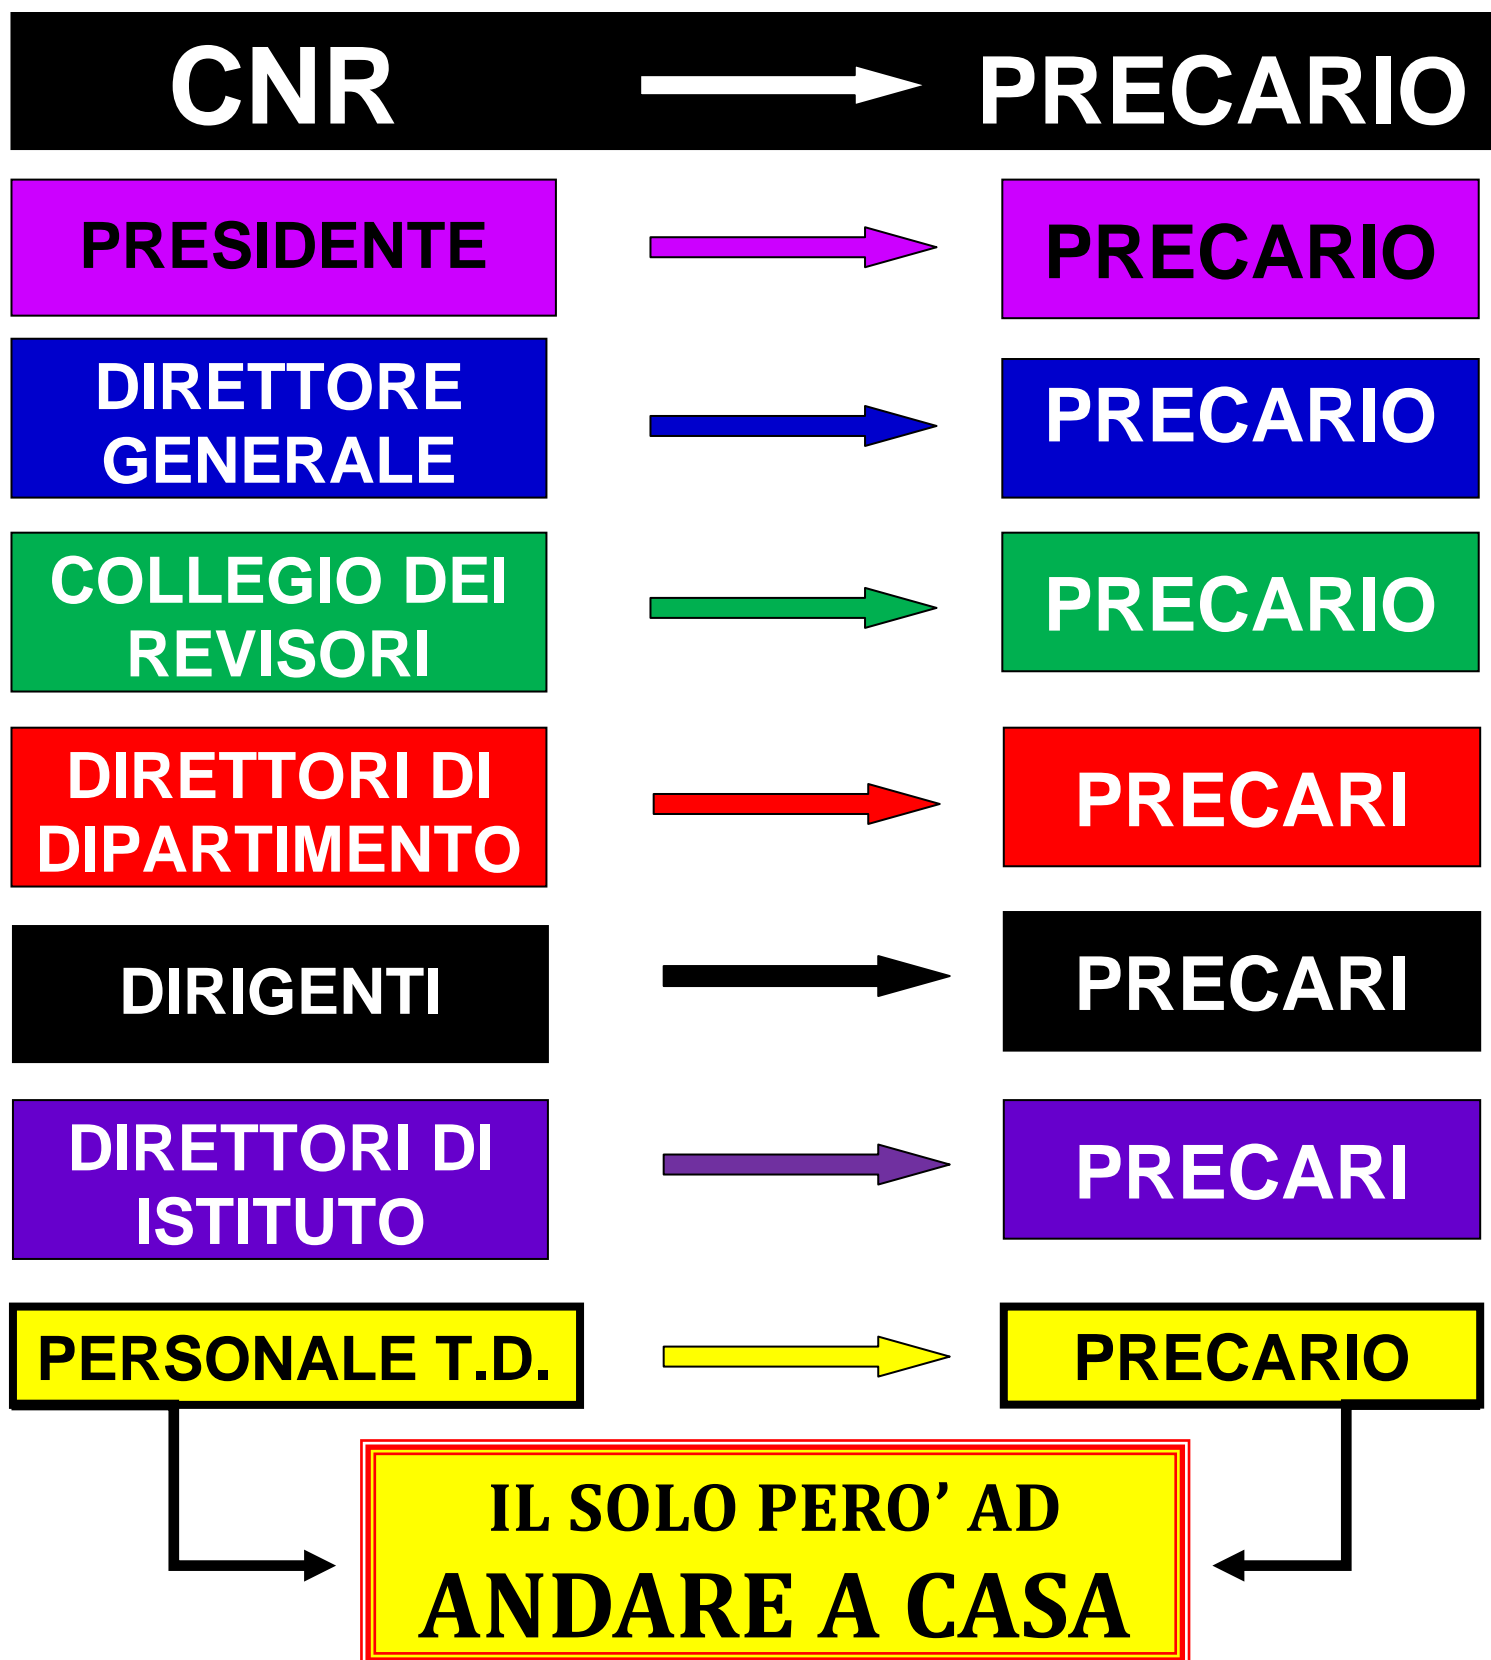 CNR PRECARIO
PRESIDENTE PRECARIO
DIRETTORE
GENERALE
PRECARIO
COLLEGIO DEI
REVISORI
PRECARIO
DIRETTORI DI
DIPARTIMENTO
PRECARI
DIRIGENTI PRECARI
DIRETTORI DI
ISTITUTO
PRECARI
PERSONALE T.D. PRECARIO
IL SOLO PERO’ AD
ANDARE A CASA